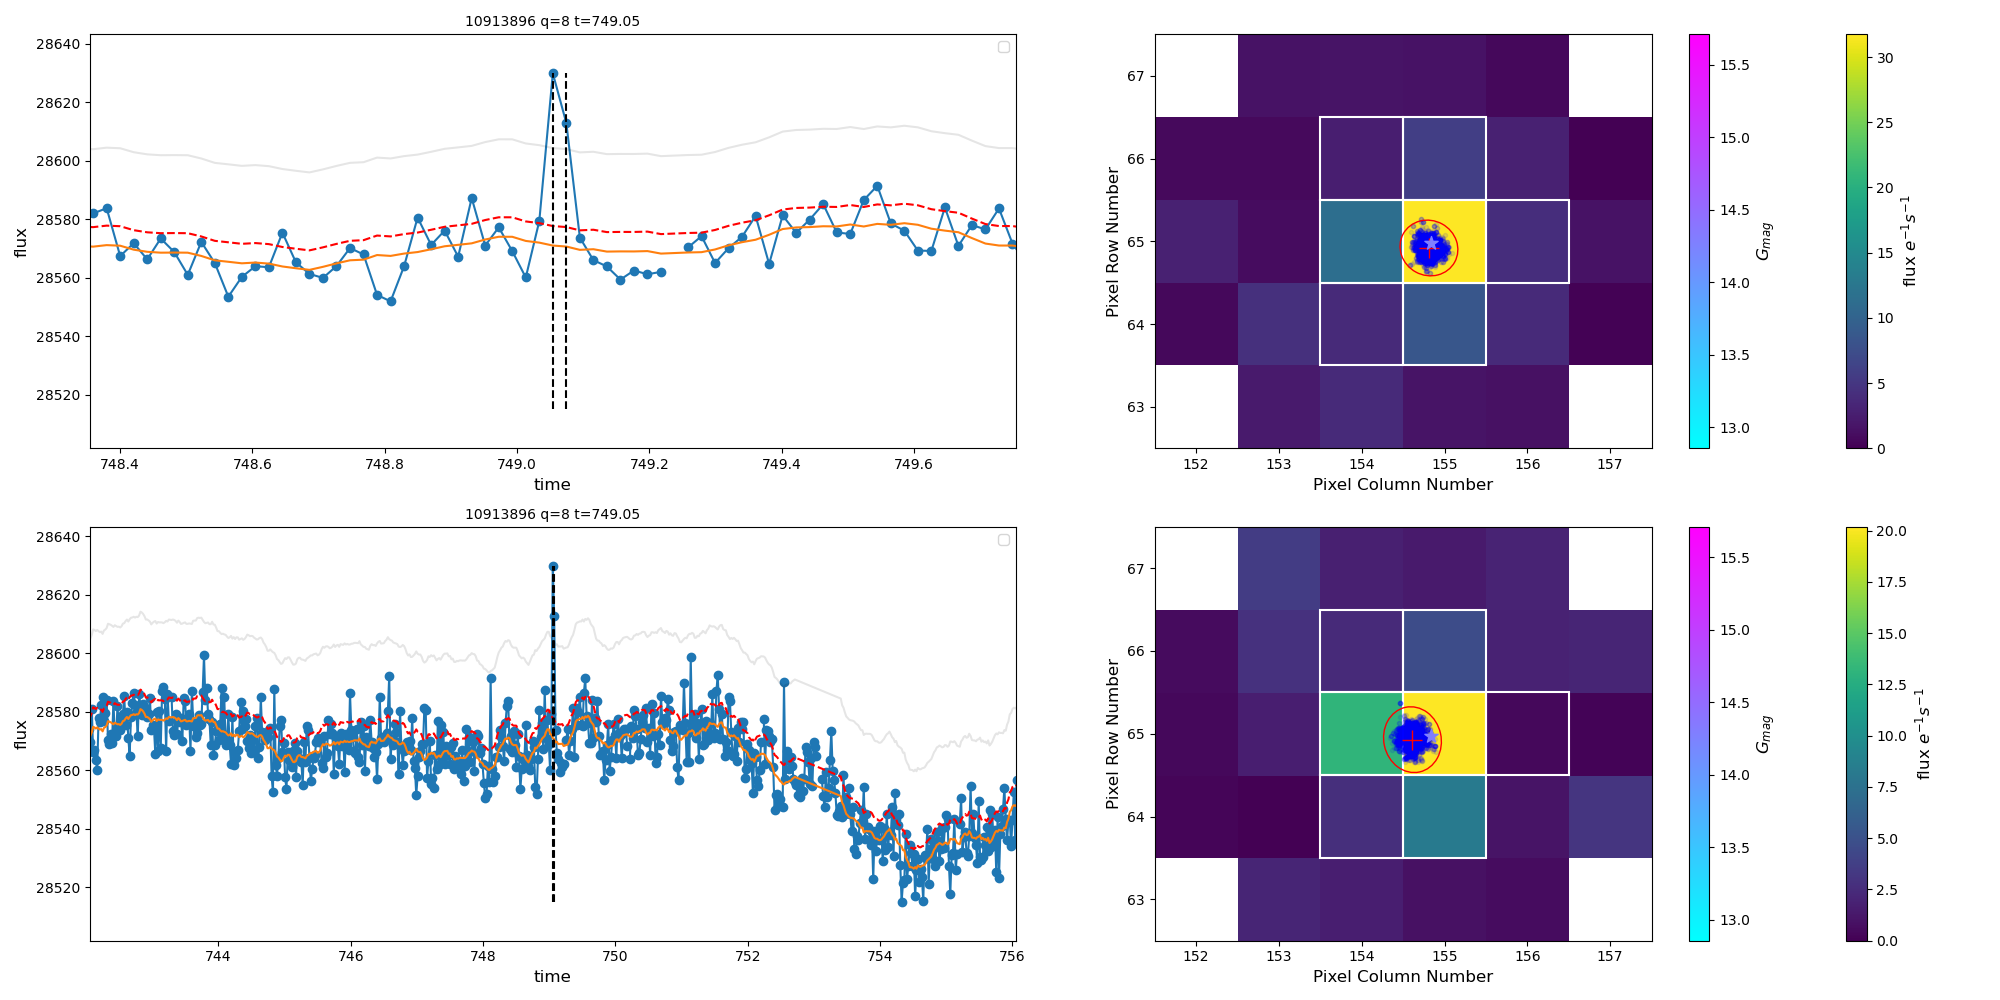 10913896 q=8 t=749.05
28640
28620
28600
28580
28560
28540
28520
flux
748.4 748.6 748.8 749.0 749.2 749.4 749.6
time
67
66
65
64
63
Pixel Row Number
152 153 154 155 156 157
Pixel Column Number
15.5
15.0
14.5
14.0
13.5
13.0
G_mag
30
25
20
15
10
5
0
flux e⁻¹s⁻¹
10913896 q=8 t=749.05
28640
28620
28600
28580
28560
28540
28520
flux
744 746 748 750 752 754 756
time
67
66
65
64
63
Pixel Row Number
152 153 154 155 156 157
Pixel Column Number
15.5
15.0
14.5
14.0
13.5
13.0
G_mag
20.0
17.5
15.0
12.5
10.0
7.5
5.0
2.5
0.0
flux e⁻¹s⁻¹